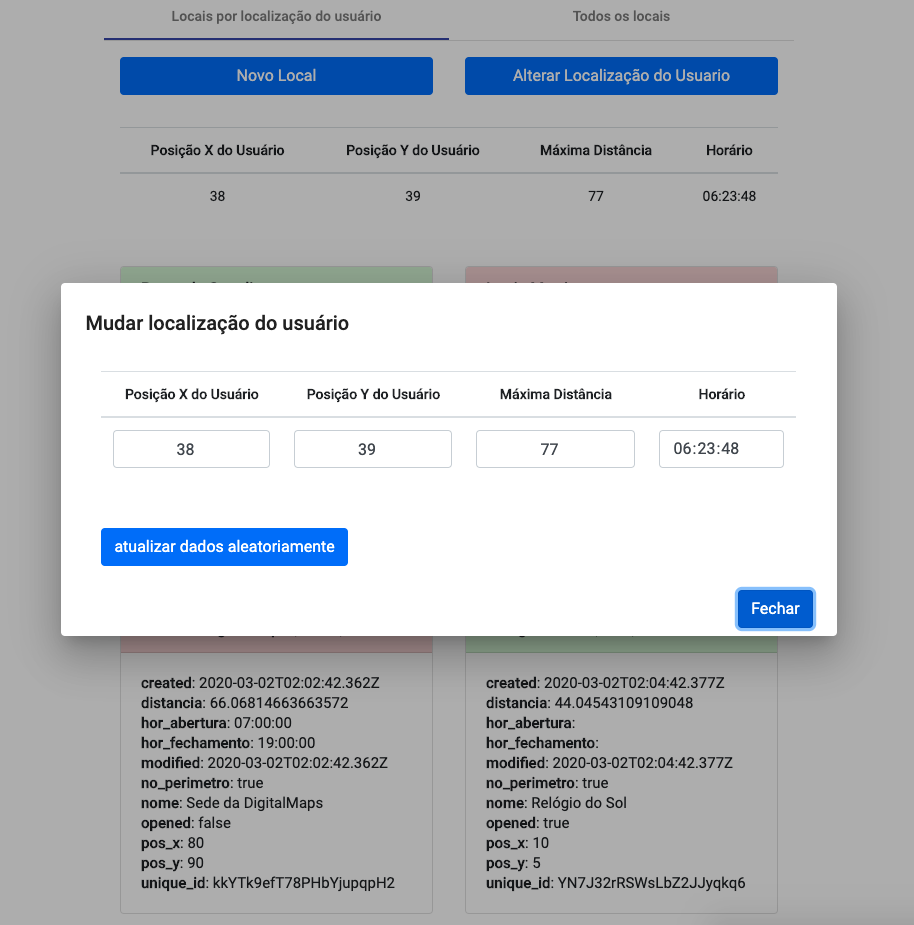 Locais por localização do usuário
Todos os locais
Novo Local
Alterar Localização do Usuario
Posição X do Usuário Posição Y do Usuário Máxima Distância Horário
38 39 77 06:23:48
Mudar localização do usuário
Posição X do Usuário Posição Y do Usuário Máxima Distância Horário
38 39 77 06:23:48
atualizar dados aleatoriamente
Fechar
created: 2020-03-02T02:02:42.362Z
distancia: 66.06814663663572
hor_abertura: 07:00:00
hor_fechamento: 19:00:00
modified: 2020-03-02T02:02:42.362Z
no_perimetro: true
nome: Sede da DigitalMaps
opened: false
pos_x: 80
pos_y: 90
unique_id: kkYTk9efT78PHbYjupqpH2
created: 2020-03-02T02:04:42.377Z
distancia: 44.04543109109048
hor_abertura:
hor_fechamento:
modified: 2020-03-02T02:04:42.377Z
no_perimetro: true
nome: Relógio do Sol
opened: true
pos_x: 10
pos_y: 5
unique_id: YN7J32rRSWsLbZ2JJyqkq6